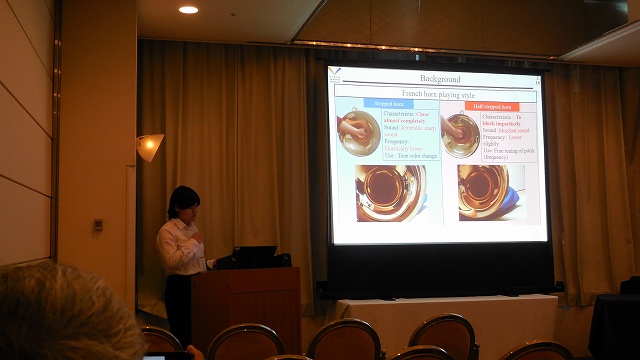 Background
French horn playing style
Stopped horn
Characteristic : Close
almost completely
Sound : A metallic sharp
sound
Frequency :
Drastically lower
Use : Tone color change
Half-stopped horn
Characteristic : To
block imperfectly
Sound : Muzzled sound
Frequency : Lower
slightly
Use : Fine tuning of pitch
(frequency)